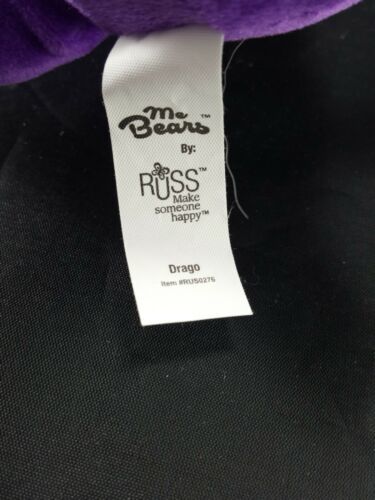 Me
Bears™
By:
RUSS™
Make
someone
happy™
Drago
Item #RUS0276